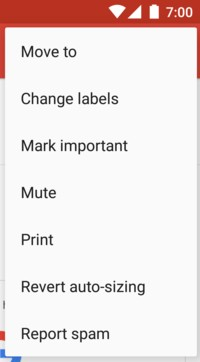 7:00
Move to
Change labels
Mark important
Mute
Print
Revert auto-sizing
Report spam